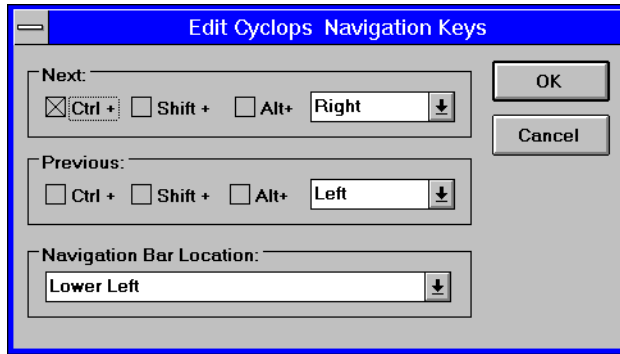 Edit Cyclops Navigation Keys
Next:
Ctrl + Shift + Alt+ Right
OK
Cancel
Previous:
Ctrl + Shift + Alt+ Left
Navigation Bar Location:
Lower Left